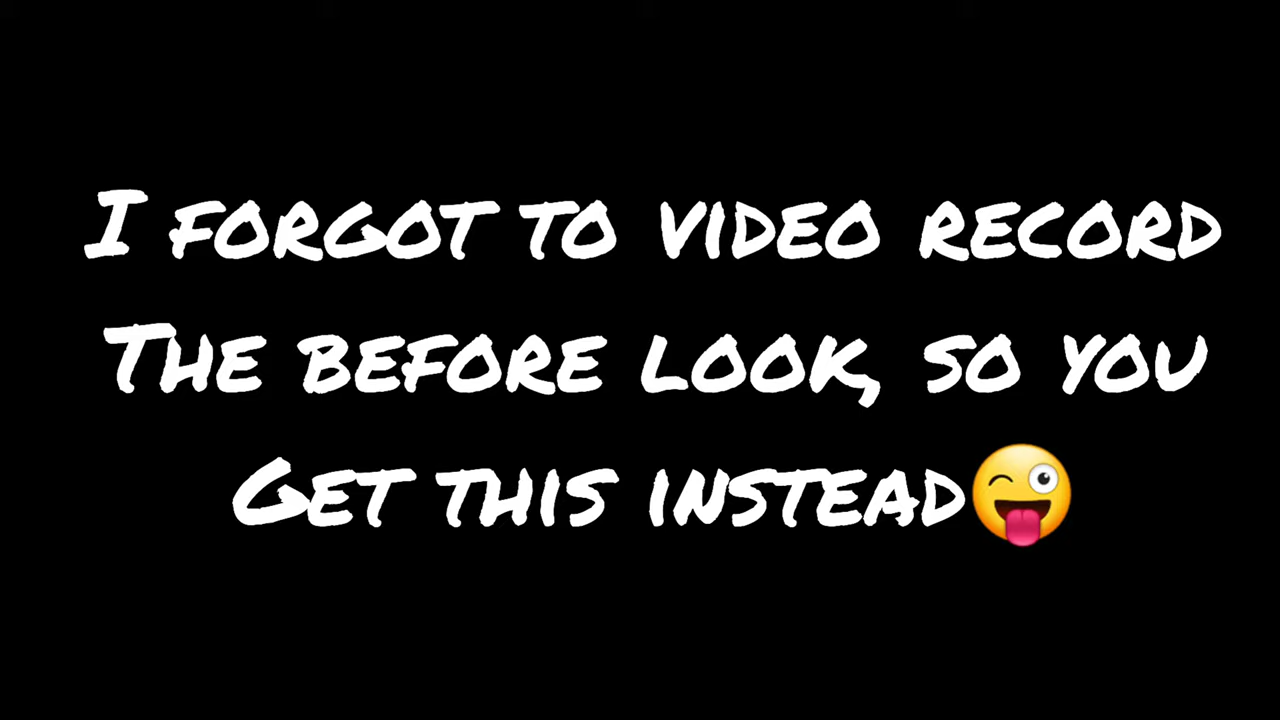 I forgot to video record
The before look, so you
Get this instead😜